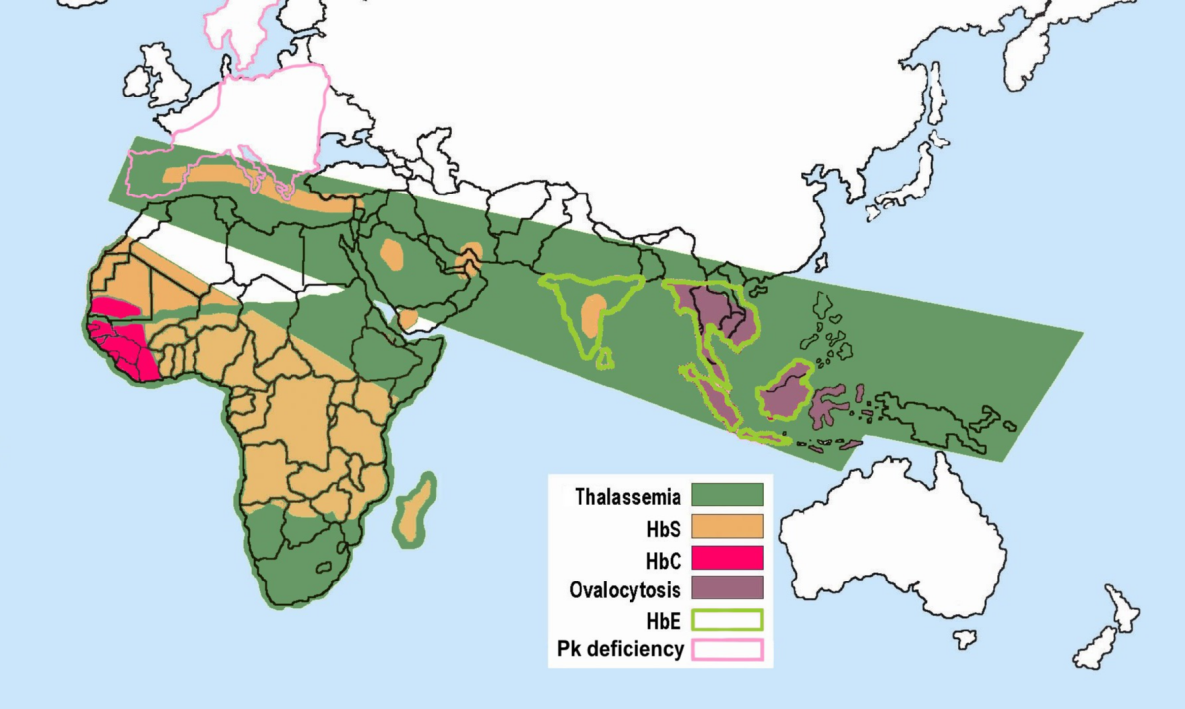 Thalassemia
HbS
HbC
Ovalocytosis
HbE
Pk deficiency